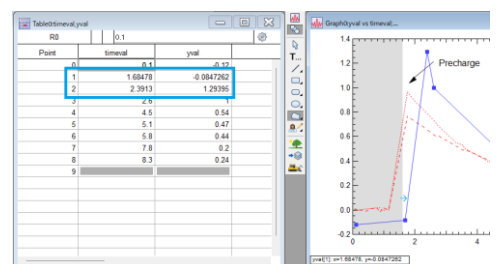 Table0:timeval,yval
R0 0.1
Point timeval yval
0 0.1 -0.12
1 1.68478 -0.0847262
2 2.3913 1.29395
3 2.6 1
4 4.5 0.54
5 5.1 0.47
6 5.8 0.44
7 7.8 0.2
8 8.3 0.24
9
T...
Graph0:yval vs timeval;...
1.4
1.2
1.0
0.8
0.6
0.4
0.2
0.0
-0.2
0 2 4
Precharge
yval[1]: x=1.68478, y=-0.0847262